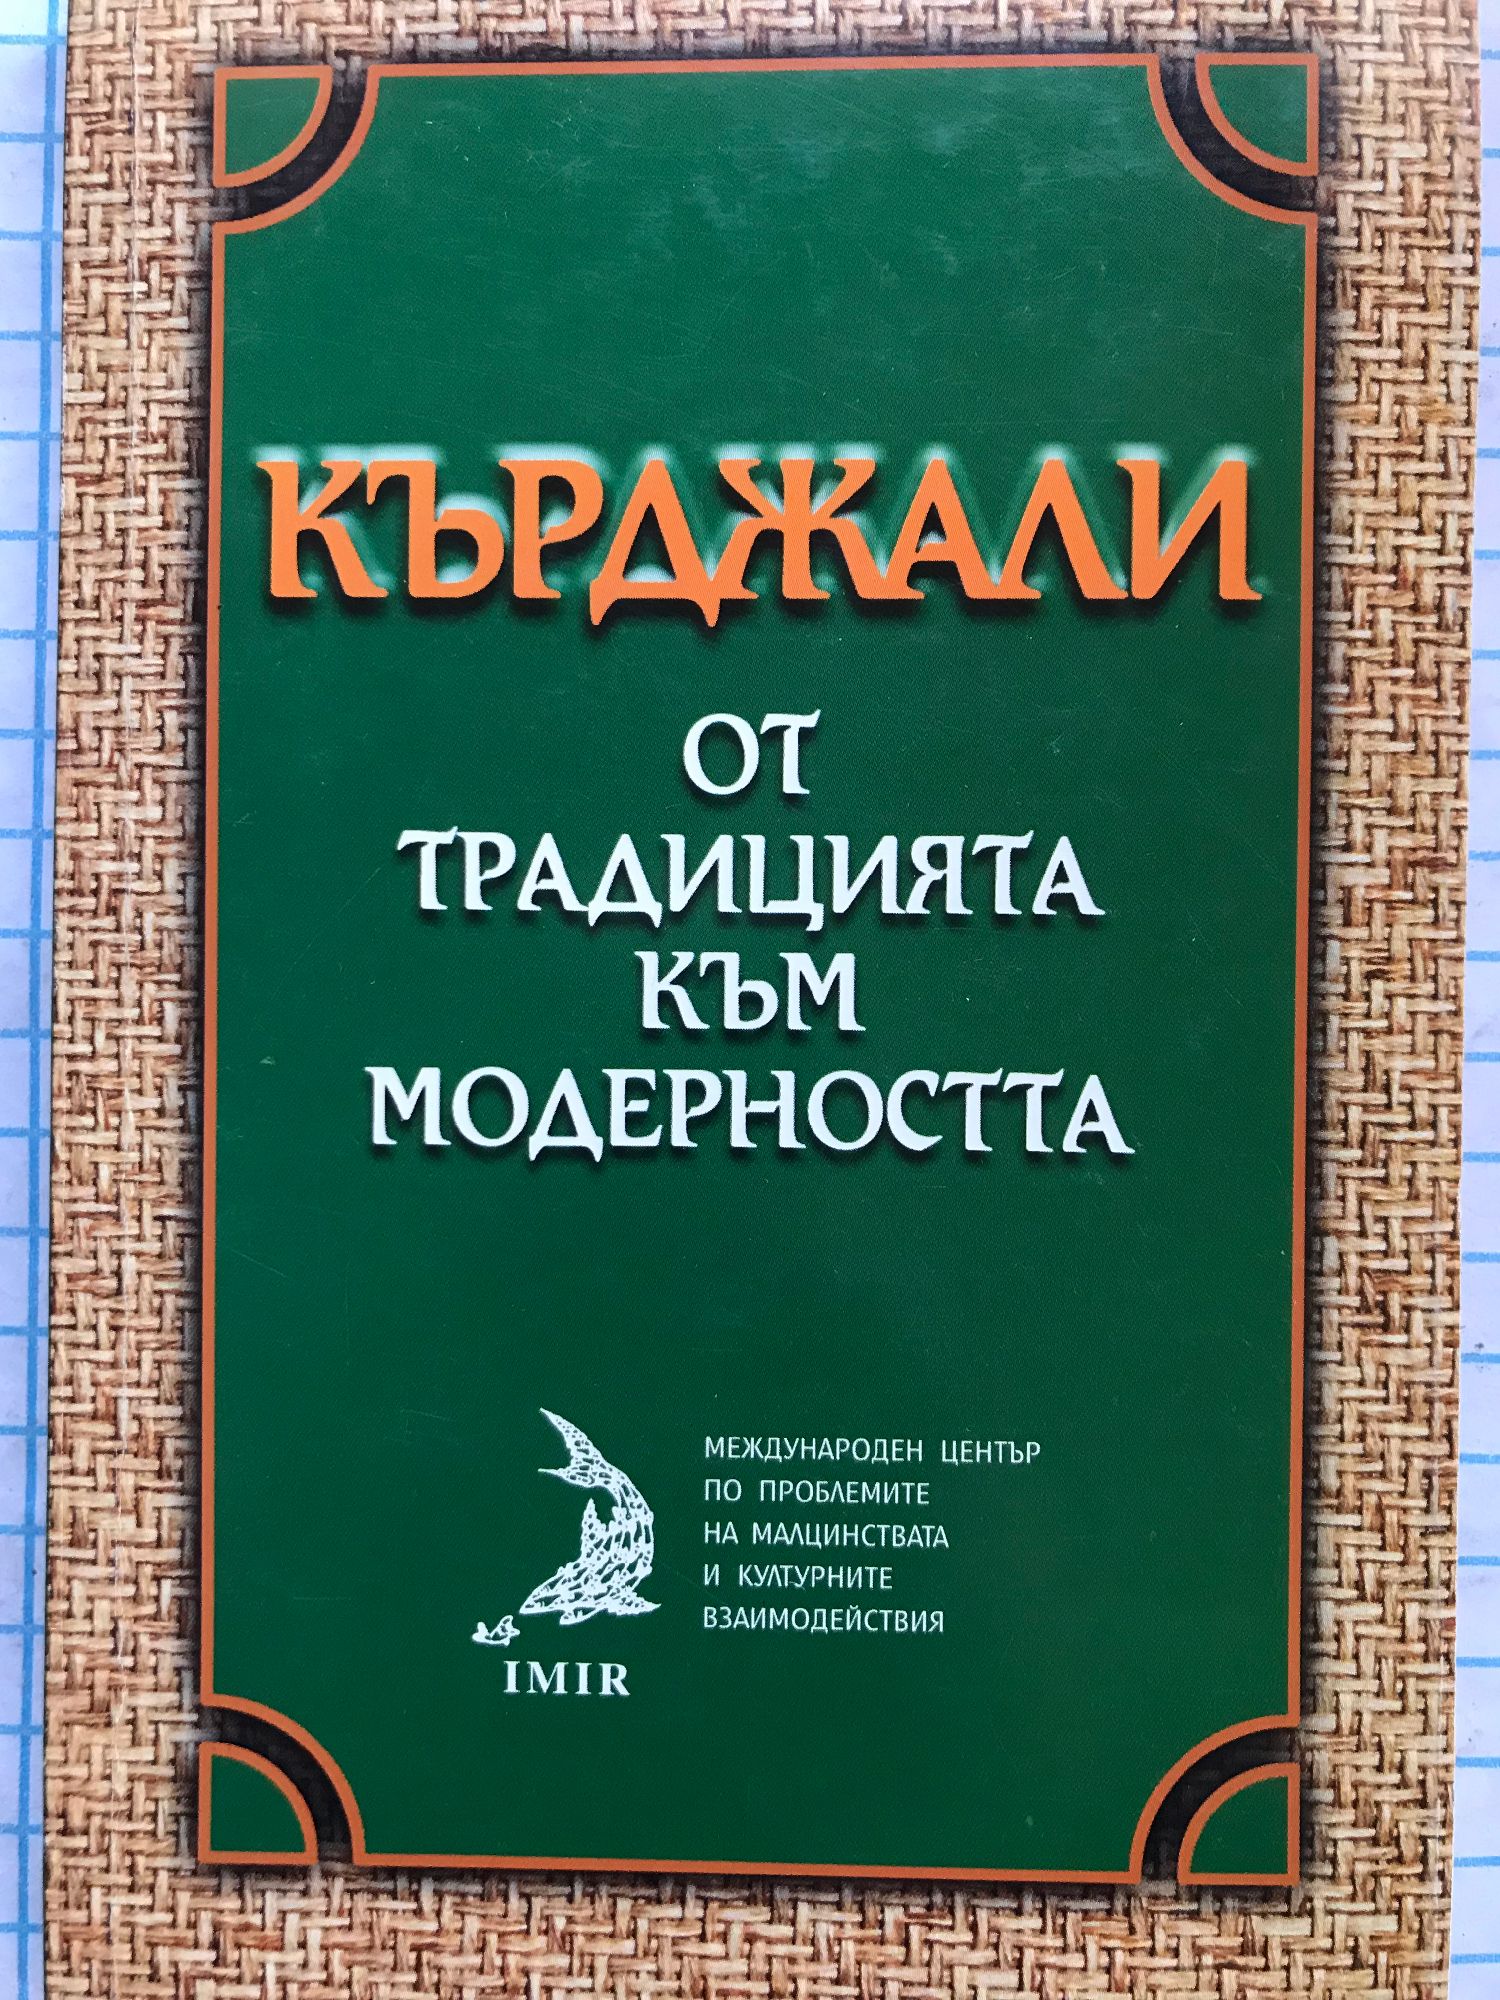 КЪРДЖАЛИ
ОТ
ТРАДИЦИЯТА
КЪМ
МОДЕРНОСТТА
МЕЖДУНАРОДЕН ЦЕНТЪР
ПО ПРОБЛЕМИТЕ
НА МАЛЦИНСТВАТА
И КУЛТУРНИТЕ
ВЗАИМОДЕЙСТВИЯ
IMIR